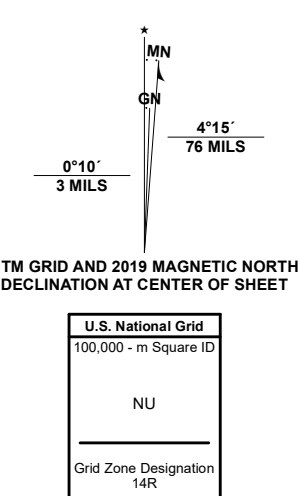 ★
MN
GN
4°15´
76 MILS
0°10´
3 MILS
TM GRID AND 2019 MAGNETIC NORTH
DECLINATION AT CENTER OF SHEET
U.S. National Grid
100,000 - m Square ID
NU
Grid Zone Designation
14R